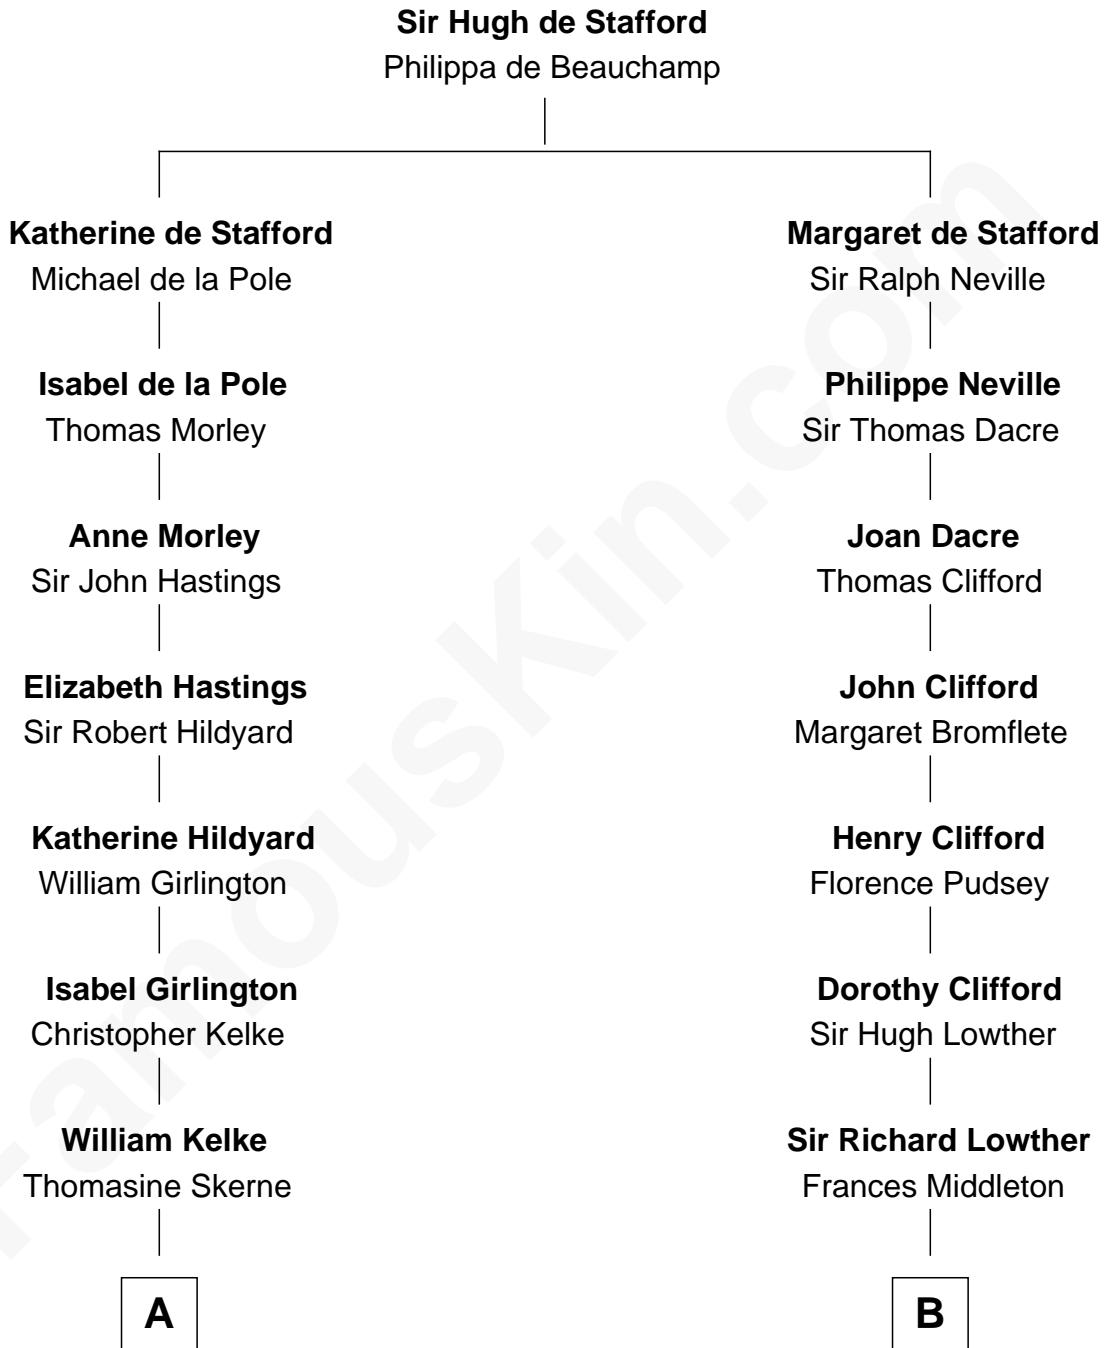 Sir Hugh de Stafford
Philippa de Beauchamp
Katherine de Stafford
Michael de la Pole
Margaret de Stafford
Sir Ralph Neville
Isabel de la Pole
Thomas Morley
Philippe Neville
Sir Thomas Dacre
Anne Morley
Sir John Hastings
Joan Dacre
Thomas Clifford
Elizabeth Hastings
Sir Robert Hildyard
John Clifford
Margaret Bromflete
Katherine Hildyard
William Girlington
Henry Clifford
Florence Pudsey
Isabel Girlington
Christopher Kelke
Dorothy Clifford
Sir Hugh Lowther
William Kelke
Thomasine Skerne
Sir Richard Lowther
Frances Middleton
A
B
FamousKin.com